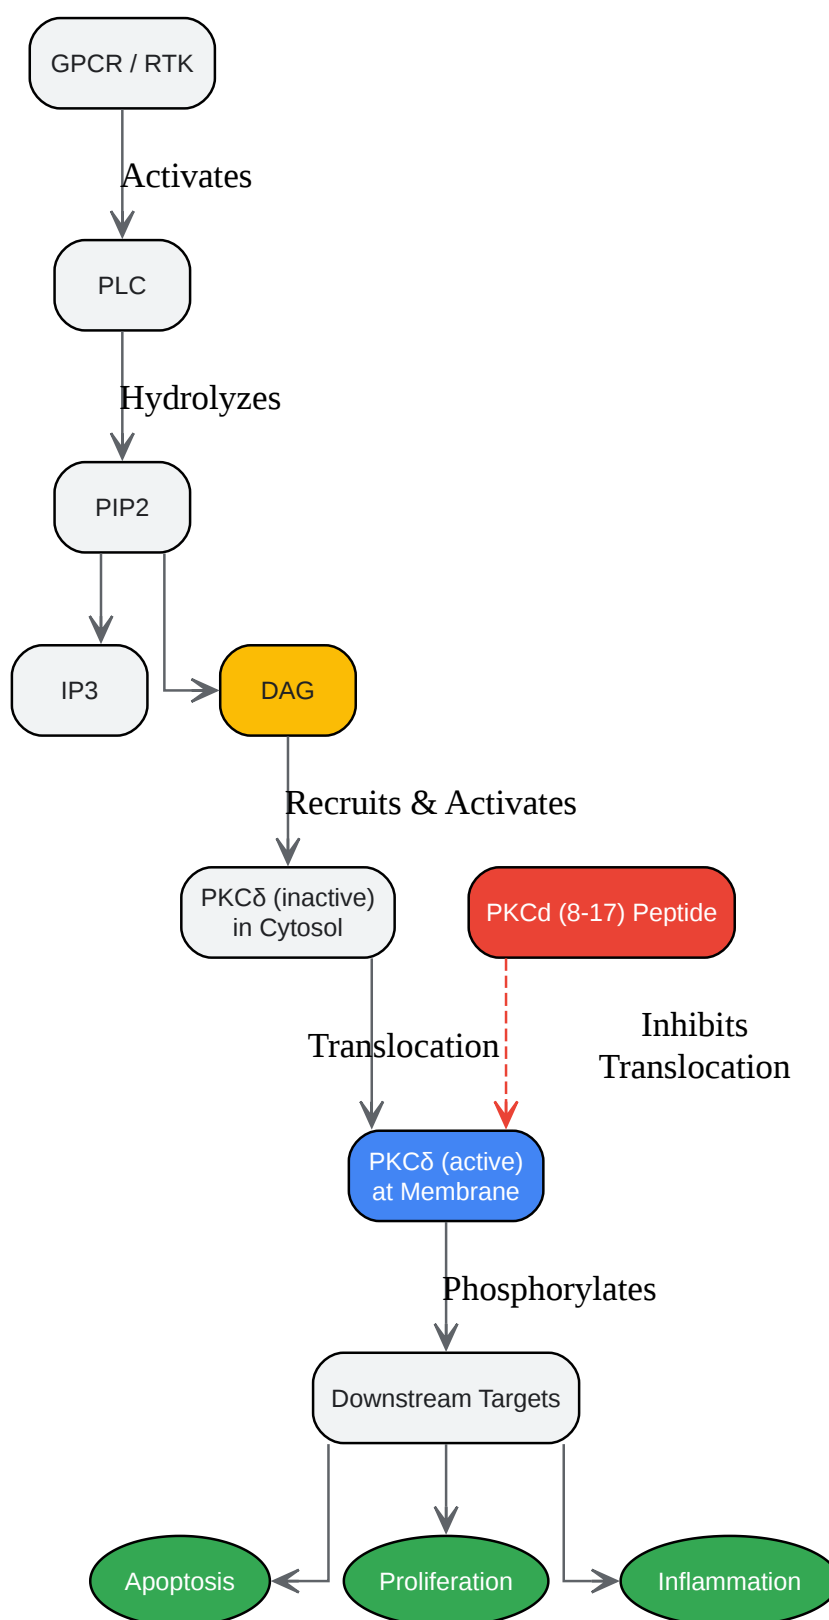 GPCR / RTK
Activates
PLC
Hydrolyzes
PIP2
IP3
DAG
Recruits & Activates
PKCδ (inactive)
in Cytosol
PKCd (8-17) Peptide
Translocation
Inhibits
Translocation
PKCδ (active)
at Membrane
Phosphorylates
Downstream Targets
Apoptosis
Proliferation
Inflammation